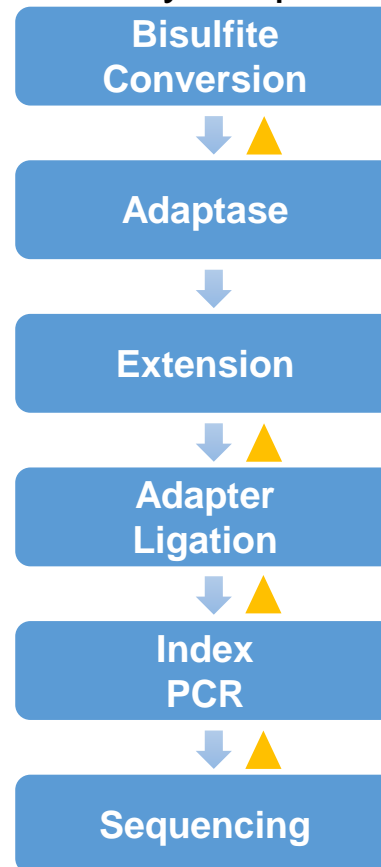 Bisulfite
Conversion
Adaptase
Extension
Adapter
Ligation
Index
PCR
Sequencing